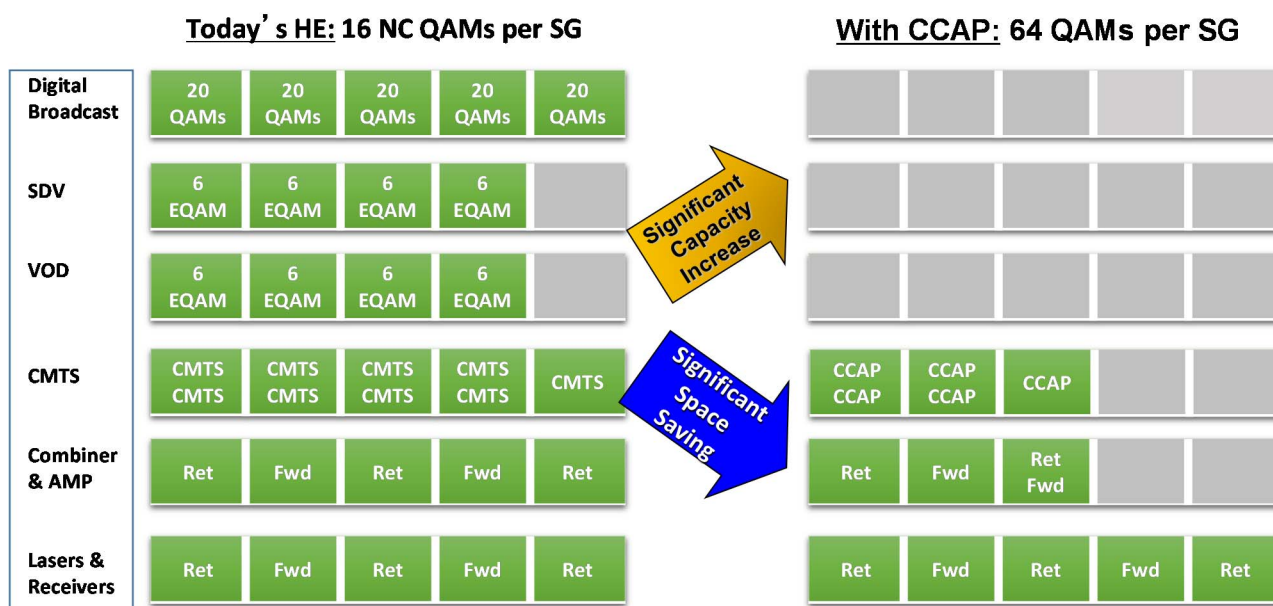 Today's HE: 16 NC QAMs per SG
With CCAP: 64 QAMs per SG
Digital
Broadcast
20
QAMs
20
QAMs
20
QAMs
20
QAMs
20
QAMs
SDV
6
EQAM
6
EQAM
6
EQAM
6
EQAM
VOD
6
EQAM
6
EQAM
6
EQAM
6
EQAM
CMTS
CMTS
CMTS
CMTS
CMTS
CMTS
CMTS
CMTS
CMTS
CMTS
Combiner
& AMP
Ret
Fwd
Ret
Fwd
Ret
Lasers &
Receivers
Ret
Fwd
Ret
Fwd
Ret
Significant
Capacity
Increase
Significant
Space
Saving
CCAP
CCAP
CCAP
CCAP
CCAP
Ret
Fwd
Ret
Fwd
Ret
Fwd
Ret
Fwd
Ret